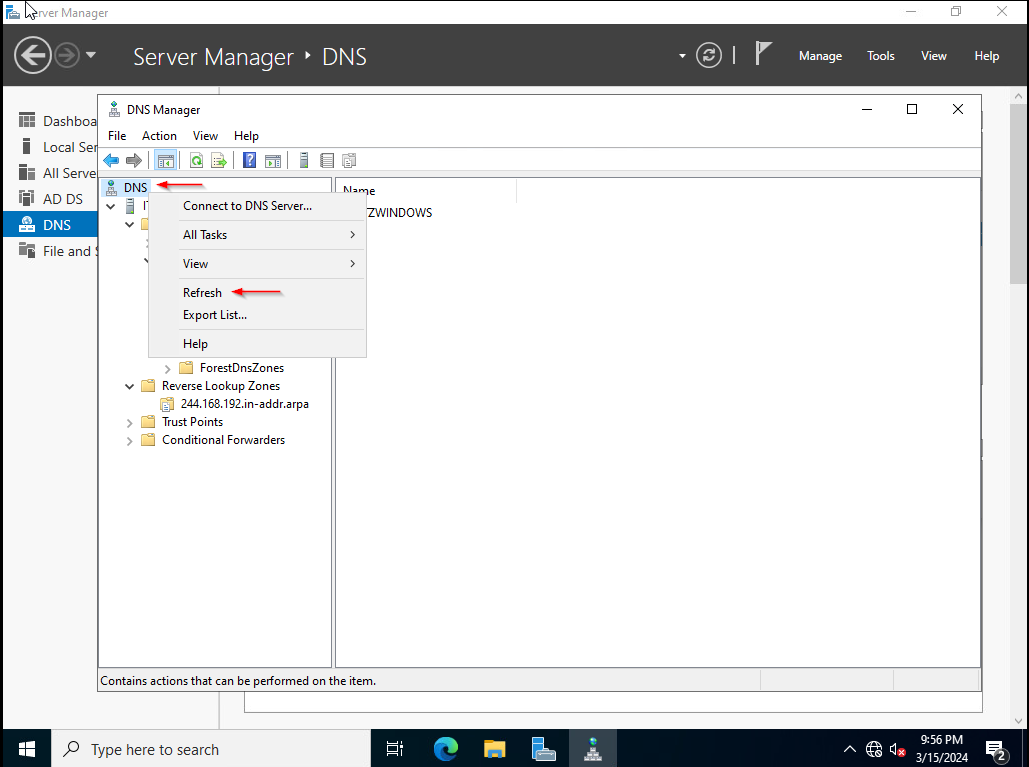 Server Manager
Server Manager • DNS
Manage
Tools
View
Help
Dashboa
Local Ser
All Serve
AD DS
DNS
File and S
DNS Manager
File Action View Help
DNS
Name
ZWINDOWS
Connect to DNS Server...
All Tasks
View
Refresh
Export List...
Help
ForestDnsZones
Reverse Lookup Zones
244.168.192.in-addr.arpa
Trust Points
Conditional Forwarders
Contains actions that can be performed on the item.
Type here to search
9:56 PM
3/15/2024
2